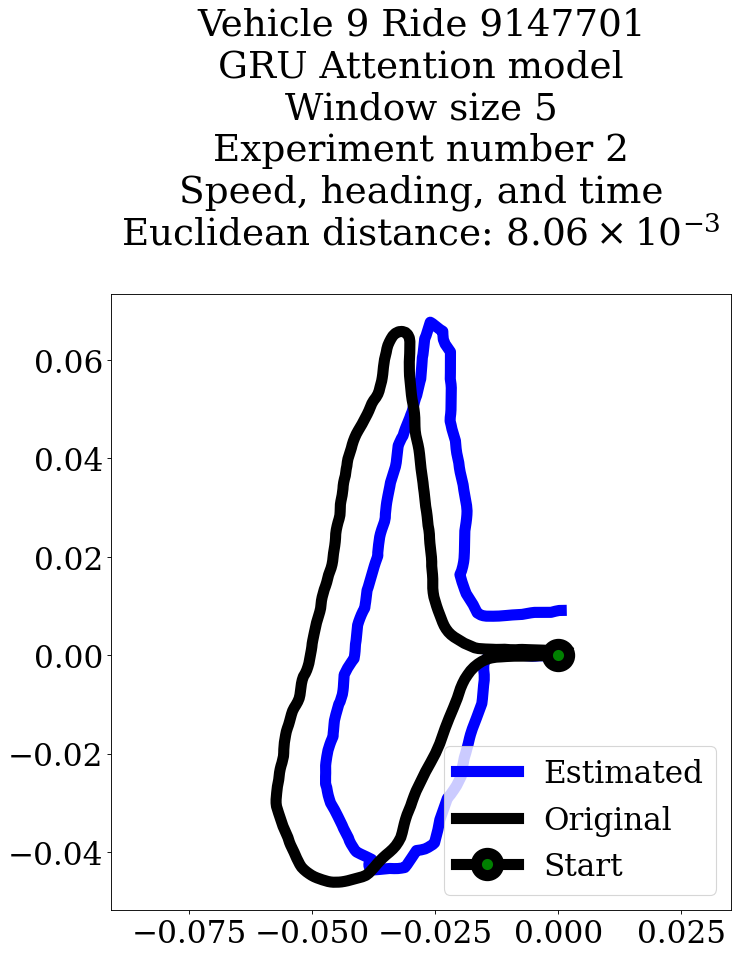 Vehicle 9 Ride 9147701
GRU Attention model
Window size 5
Experiment number 2
Speed, heading, and time
Euclidean distance: 8.06 × 10⁻³
0.06
0.04
0.02
0.00
−0.02
−0.04
Estimated
Original
Start
−0.075 −0.050 −0.025 0.000 0.025